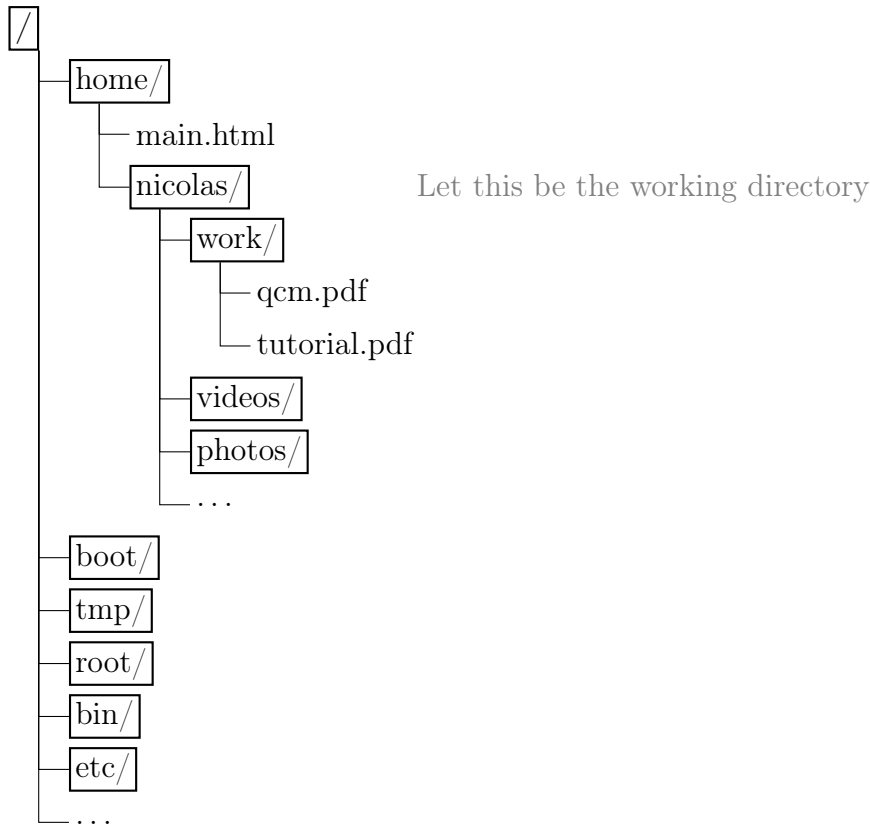 /
home/
main.html
nicolas/ Let this be the working directory
work/
qcm.pdf
tutorial.pdf
videos/
photos/
...
boot/
tmp/
root/
bin/
etc/
...